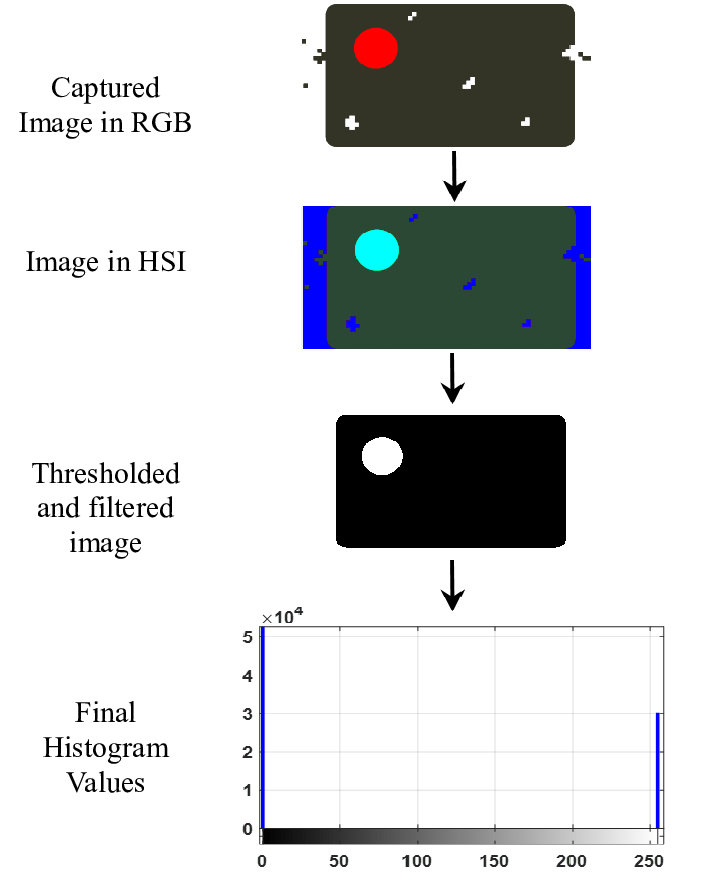 Captured
Image in RGB
Image in HSI
Thresholded
and filtered
image
Final
Histogram
Values
×10⁴
5
4
3
2
1
0
0 50 100 150 200 250